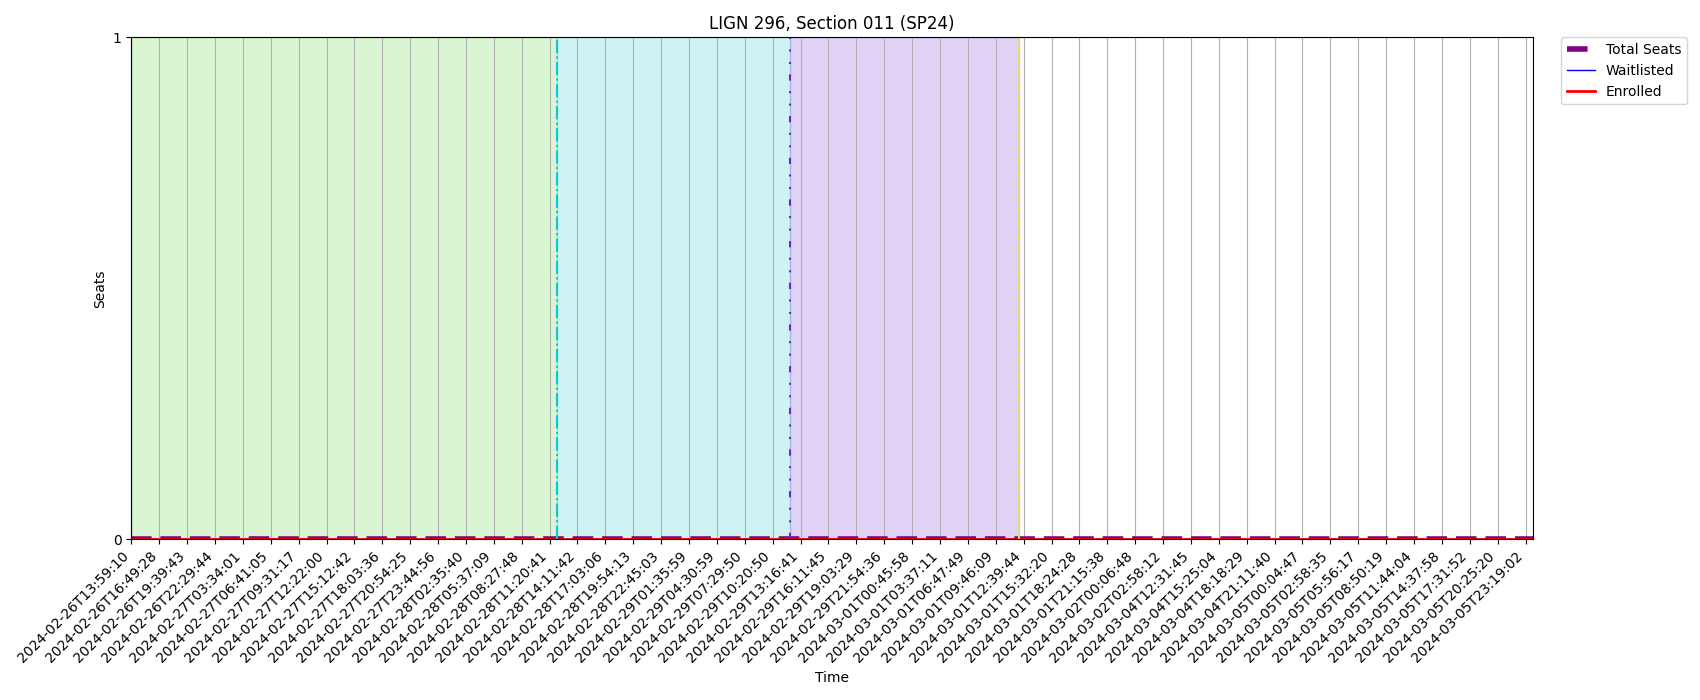 LIGN 296, Section 011 (SP24)
1
0
Seats
Total Seats
Waitlisted
Enrolled
2024-02-26T13:59:10
2024-02-26T16:49:28
2024-02-26T19:39:43
2024-02-26T22:29:44
2024-02-27T03:34:01
2024-02-27T06:41:05
2024-02-27T09:31:17
2024-02-27T12:22:00
2024-02-27T15:12:42
2024-02-27T18:03:36
2024-02-27T20:54:25
2024-02-27T23:44:56
2024-02-28T02:35:40
2024-02-28T05:37:09
2024-02-28T08:27:48
2024-02-28T11:20:41
2024-02-28T14:11:42
2024-02-28T17:03:06
2024-02-28T19:54:13
2024-02-28T22:45:03
2024-02-29T01:35:59
2024-02-29T04:30:59
2024-02-29T07:29:50
2024-02-29T10:20:50
2024-02-29T13:16:41
2024-02-29T16:11:45
2024-02-29T19:03:29
2024-02-29T21:54:36
2024-03-01T00:45:58
2024-03-01T03:37:11
2024-03-01T06:47:49
2024-03-01T09:46:09
2024-03-01T12:39:44
2024-03-01T15:32:20
2024-03-01T18:24:28
2024-03-01T21:15:38
2024-03-02T00:06:48
2024-03-02T02:58:12
2024-03-04T12:31:45
2024-03-04T15:25:04
2024-03-04T18:18:29
2024-03-04T21:11:40
2024-03-05T00:04:47
2024-03-05T02:58:35
2024-03-05T05:56:17
2024-03-05T08:50:19
2024-03-05T11:44:04
2024-03-05T14:37:58
2024-03-05T17:31:52
2024-03-05T20:25:20
2024-03-05T23:19:02
Time